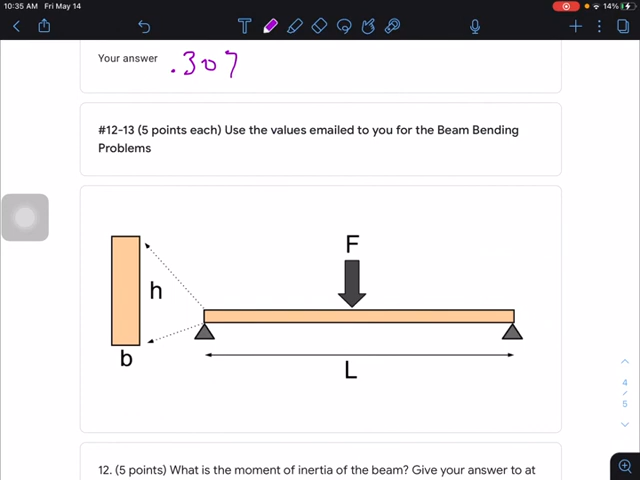 10:35 AM Fri May 14
14%
Your answer .307
#12-13 (5 points each) Use the values emailed to you for the Beam Bending
Problems
F
h
b
L
4
/
5
12. (5 points) What is the moment of inertia of the beam? Give your answer to at